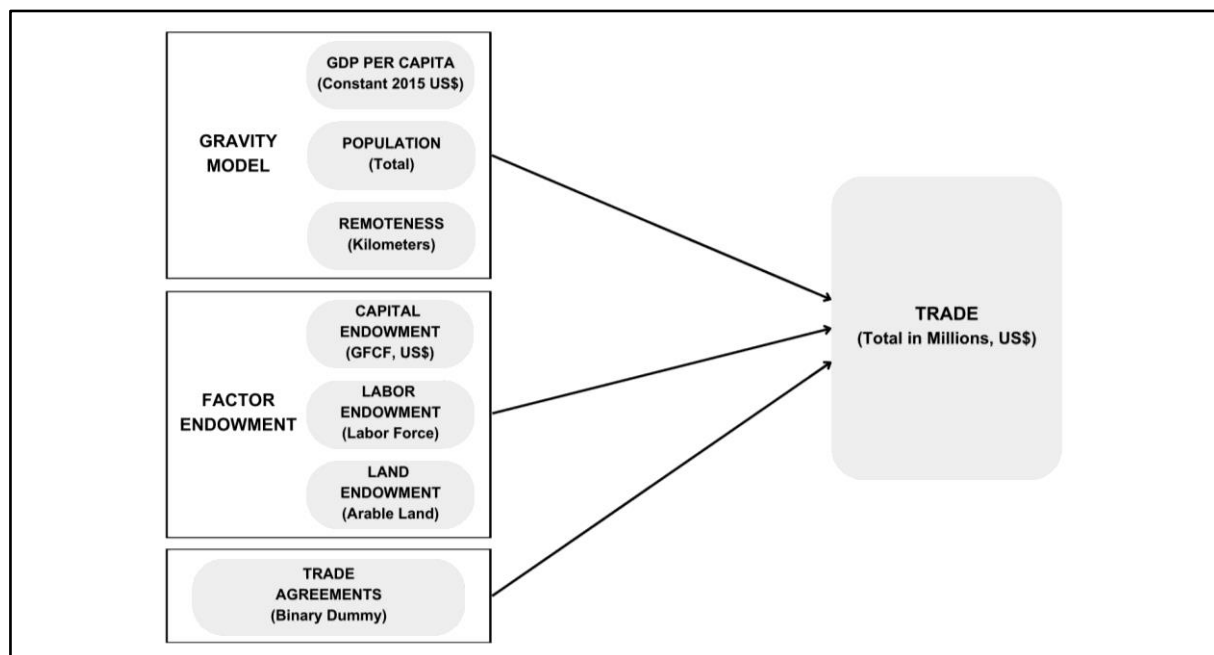 GRAVITY
MODEL
GDP PER CAPITA
(Constant 2015 US$)
POPULATION
(Total)
REMOTENESS
(Kilometers)
FACTOR
ENDOWMENT
CAPITAL
ENDOWMENT
(GFCF, US$)
LABOR
ENDOWMENT
(Labor Force)
LAND
ENDOWMENT
(Arable Land)
TRADE
AGREEMENTS
(Binary Dummy)
TRADE
(Total in Millions, US$)